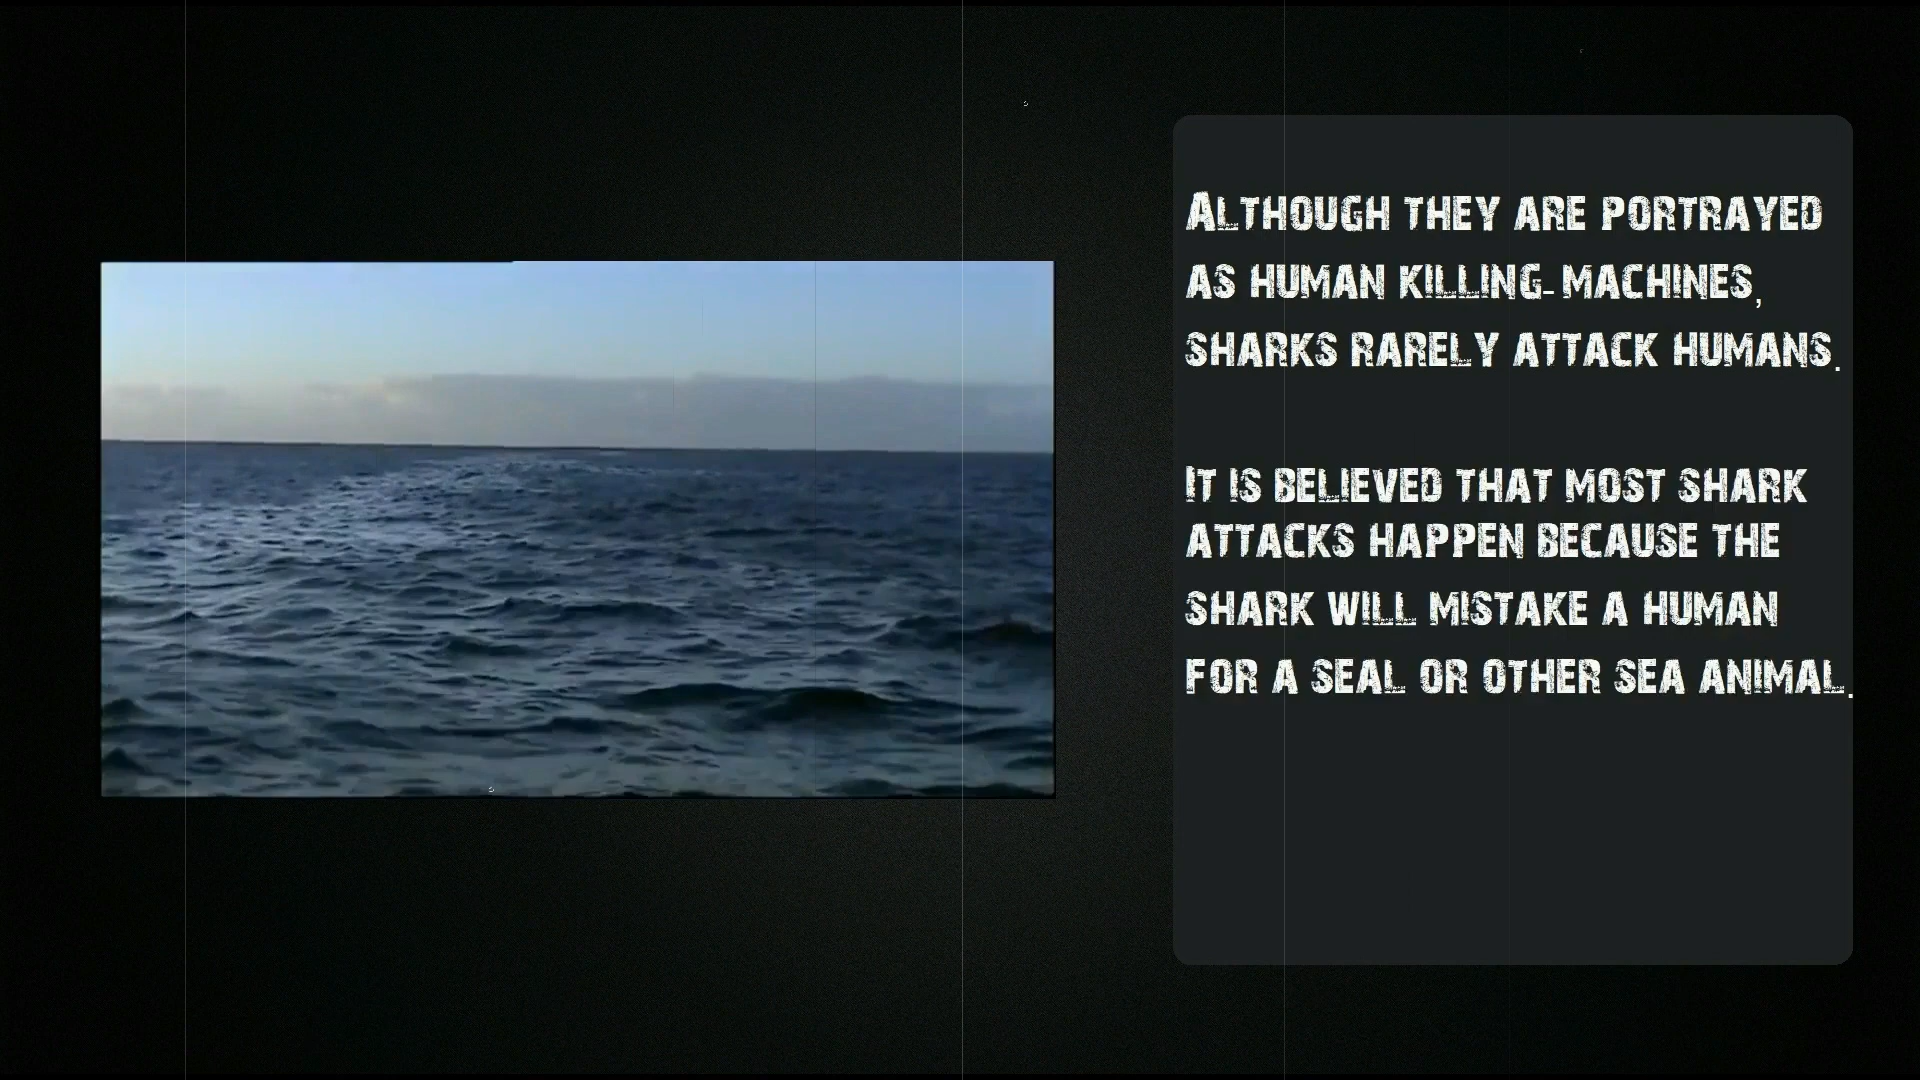 Although they are portrayed
as human killing-machines,
sharks rarely attack humans.
It is believed that most shark
attacks happen because the
shark will mistake a human
for a seal or other sea animal.